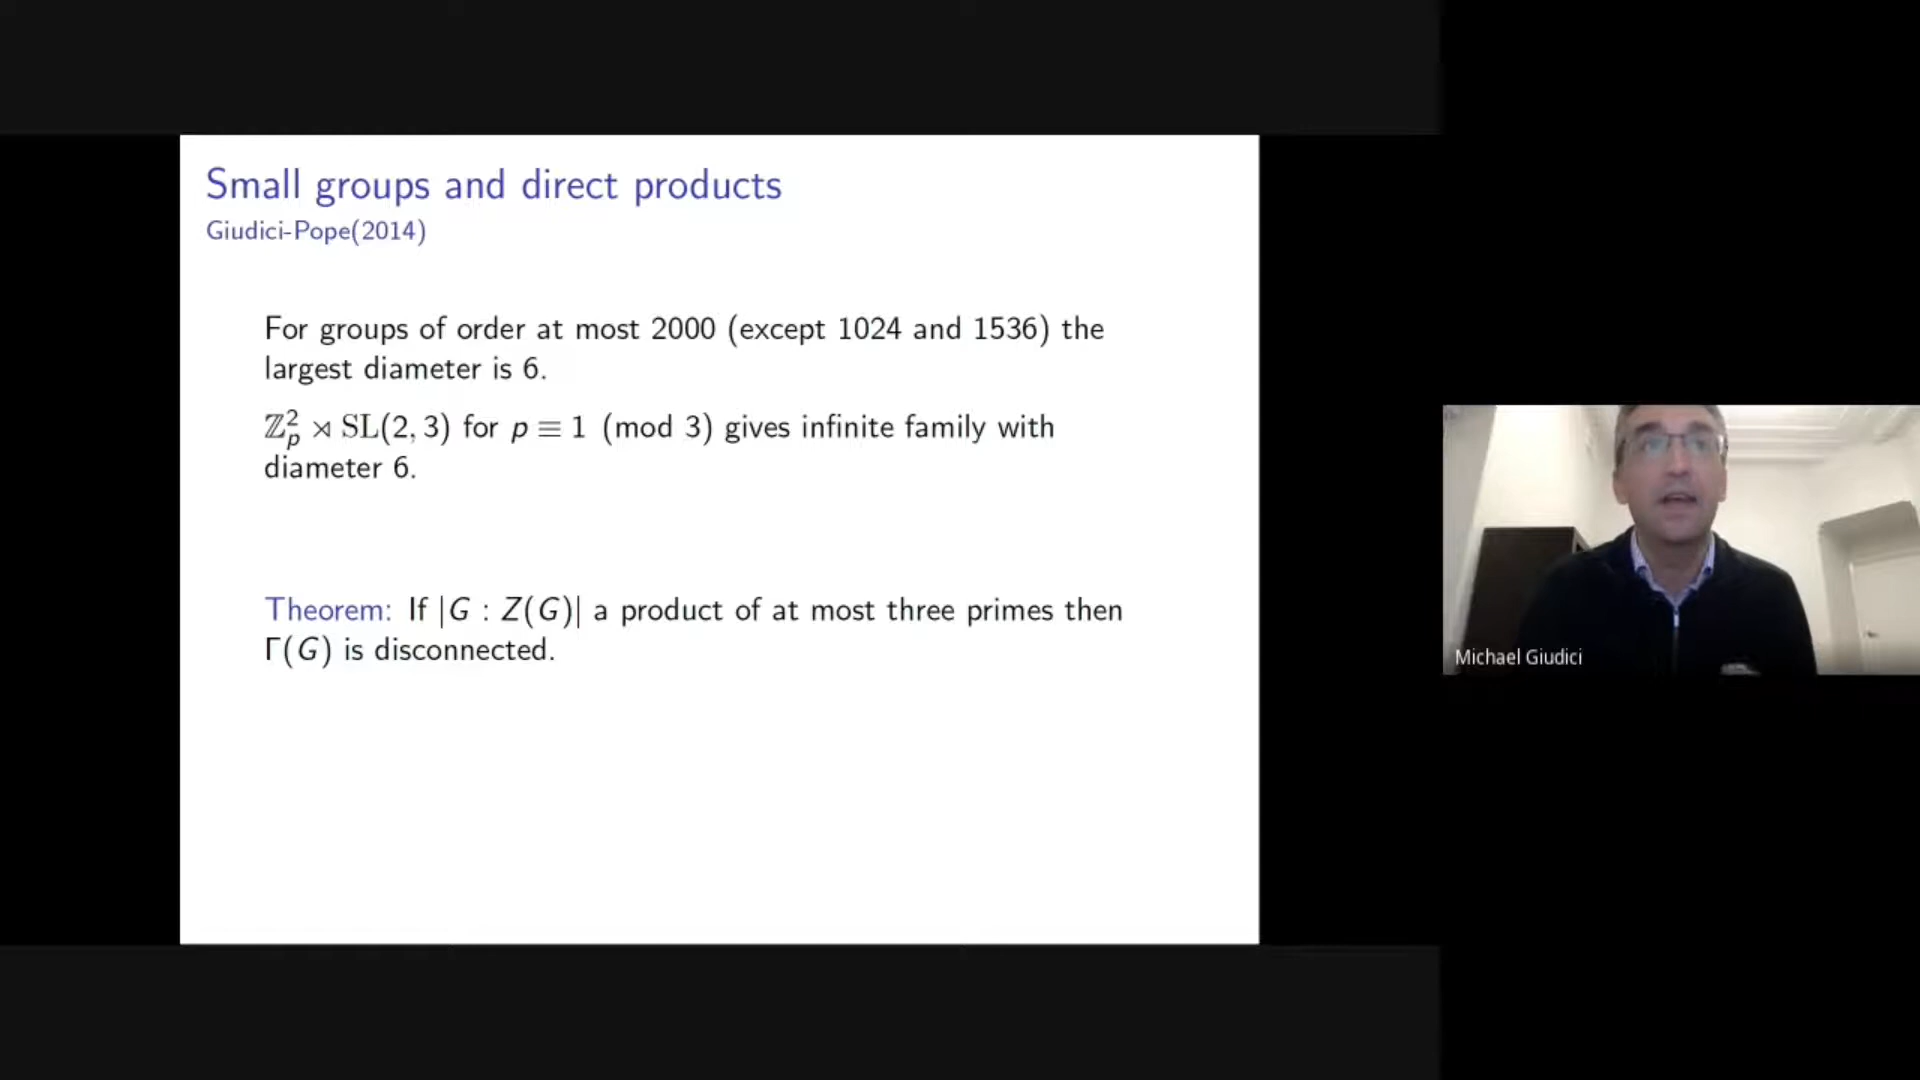 Small groups and direct products
Giudici-Pope(2014)
For groups of order at most 2000 (except 1024 and 1536) the
largest diameter is 6.
ℤ²ₚ ⋊ SL(2, 3) for p ≡ 1 (mod 3) gives infinite family with
diameter 6.
Theorem: If |G : Z(G)| a product of at most three primes then
Γ(G) is disconnected.
Michael Giudici